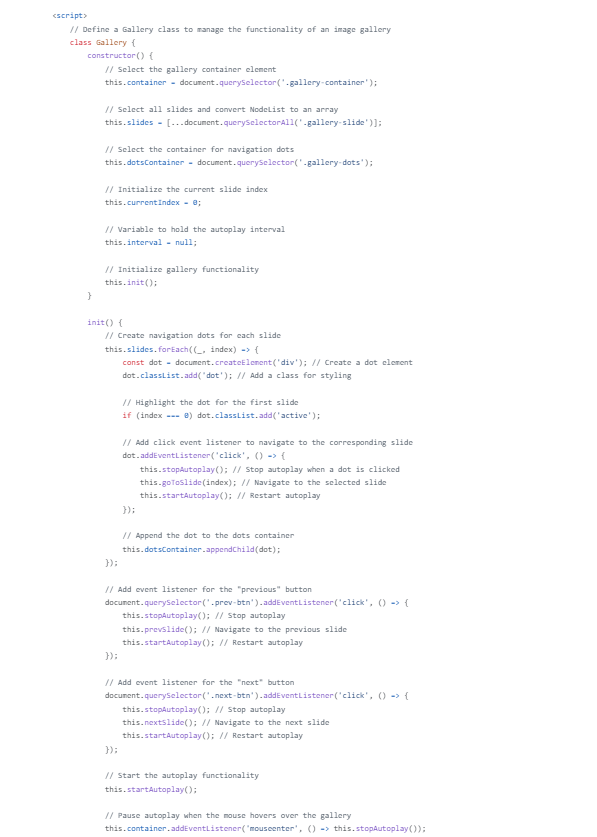 <script>
// Define a Gallery class to manage the functionality of an image gallery
class Gallery {
constructor() {
// Select the gallery container element
this.container = document.querySelector('.gallery-container');
// Select all slides and convert NodeList to an array
this.slides = [...document.querySelectorAll('.gallery-slide')];
// Select the container for navigation dots
this.dotsContainer = document.querySelector('.gallery-dots');
// Initialize the current slide index
this.currentIndex = 0;
// Variable to hold the autoplay interval
this.interval = null;
// Initialize gallery functionality
this.init();
}
init() {
// Create navigation dots for each slide
this.slides.forEach((_, index) => {
const dot = document.createElement('div'); // Create a dot element
dot.classList.add('dot'); // Add a class for styling
// Highlight the dot for the first slide
if (index === 0) dot.classList.add('active');
// Add click event listener to navigate to the corresponding slide
dot.addEventListener('click', () => {
this.stopAutoplay(); // Stop autoplay when a dot is clicked
this.goToSlide(index); // Navigate to the selected slide
this.startAutoplay(); // Restart autoplay
});
// Append the dot to the dots container
this.dotsContainer.appendChild(dot);
});
// Add event listener for the "previous" button
document.querySelector('.prev-btn').addEventListener('click', () => {
this.stopAutoplay(); // Stop autoplay
this.prevSlide(); // Navigate to the previous slide
this.startAutoplay(); // Restart autoplay
});
// Add event listener for the "next" button
document.querySelector('.next-btn').addEventListener('click', () => {
this.stopAutoplay(); // Stop autoplay
this.nextSlide(); // Navigate to the next slide
this.startAutoplay(); // Restart autoplay
});
// Start the autoplay functionality
this.startAutoplay();
// Pause autoplay when the mouse hovers over the gallery
this.container.addEventListener('mouseenter', () => this.stopAutoplay());